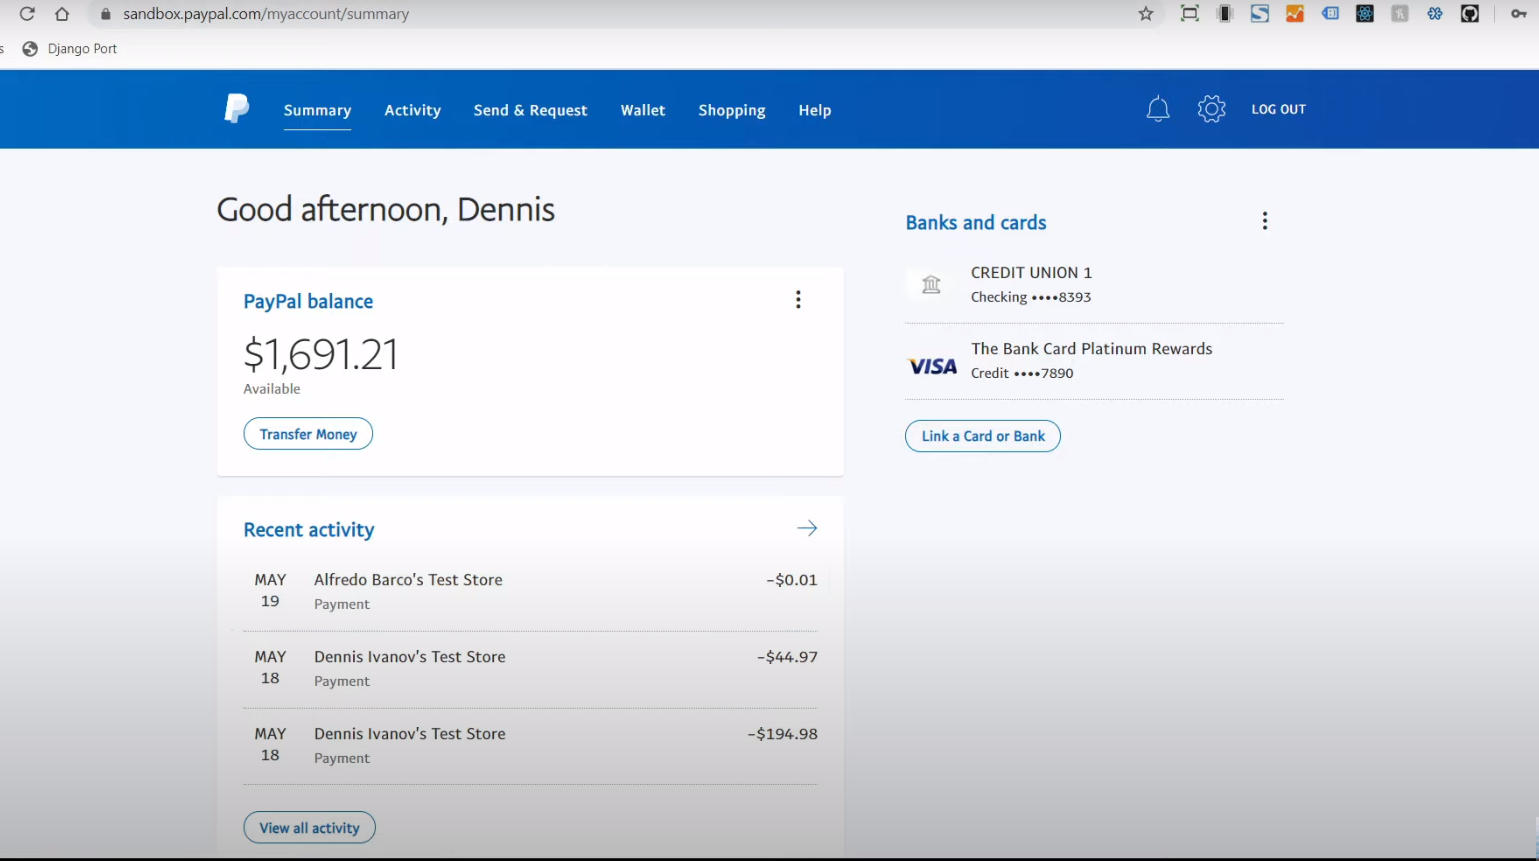 sandbox.paypal.com/myaccount/summary
s Django Port
Summary Activity Send & Request Wallet Shopping Help LOG OUT
Good afternoon, Dennis
PayPal balance
$1,691.21
Available
Transfer Money
Recent activity
MAY 19 Alfredo Barco's Test Store -$0.01
Payment
MAY 18 Dennis Ivanov's Test Store -$44.97
Payment
MAY 18 Dennis Ivanov's Test Store -$194.98
Payment
View all activity
Banks and cards
CREDIT UNION 1
Checking ••••8393
VISA
The Bank Card Platinum Rewards
Credit ••••7890
Link a Card or Bank